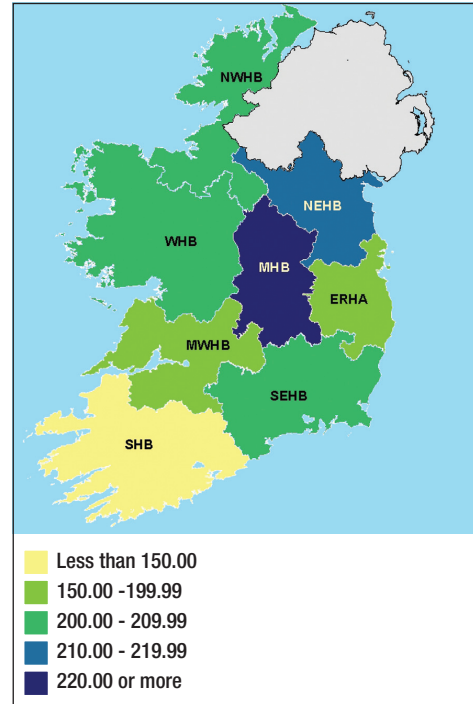 NWHB
NEHB
WHB
MHB
ERHA
MWHB
SEHB
SHB
Less than 150.00
150.00 -199.99
200.00 - 209.99
210.00 - 219.99
220.00 or more